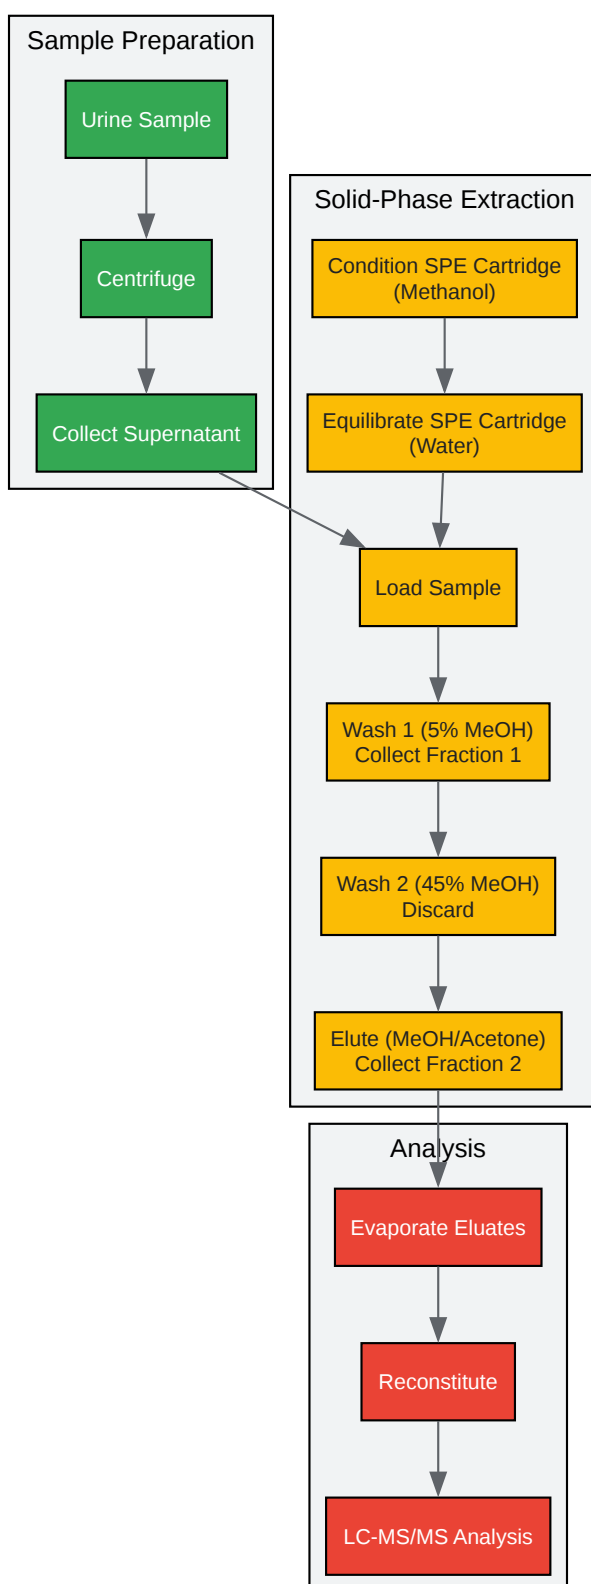 Sample Preparation
Urine Sample
Centrifuge
Collect Supernatant
Solid-Phase Extraction
Condition SPE Cartridge
(Methanol)
Equilibrate SPE Cartridge
(Water)
Load Sample
Wash 1 (5% MeOH)
Collect Fraction 1
Wash 2 (45% MeOH)
Discard
Elute (MeOH/Acetone)
Collect Fraction 2
Analysis
Evaporate Eluates
Reconstitute
LC-MS/MS Analysis